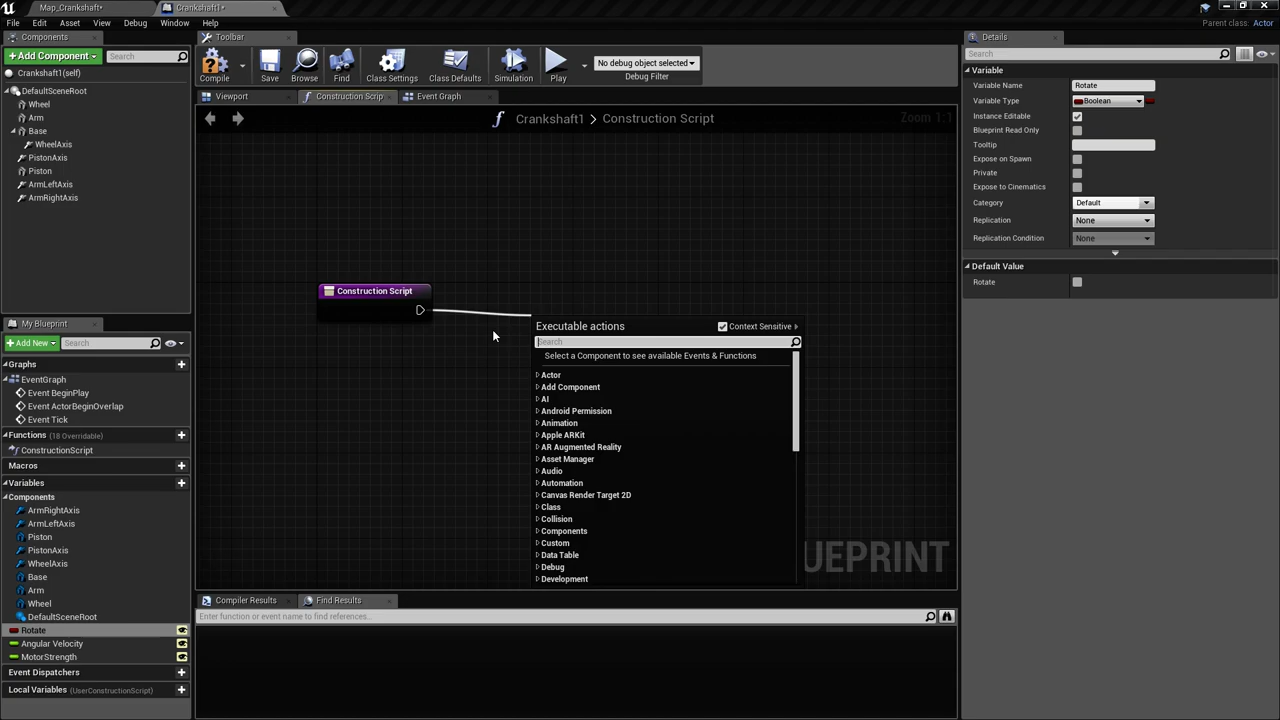 Map_Crankshaft*
Crankshaft1*
File Edit Asset View Debug Window Help
Parent class: Actor
Components
Toolbar
Details
+ Add Component
Search
Compile
Save
Browse
Find
Class Settings
Class Defaults
Simulation
Play
No debug object selected
Debug Filter
Search
Crankshaft1(self)
DefaultSceneRoot
Wheel
Arm
Base
WheelAxis
PistonAxis
Piston
ArmLeftAxis
ArmRightAxis
Viewport
Construction Scrip
Event Graph
Crankshaft1 > Construction Script
Zoom 1:1
Construction Script
Executable actions
Context Sensitive
Search
Select a Component to see available Events & Functions
Actor
Add Component
AI
Android Permission
Animation
Apple ARKit
AR Augmented Reality
Asset Manager
Audio
Automation
Canvas Render Target 2D
Class
Collision
Components
Custom
Data Table
Debug
Development
UEPRINT
My Blueprint
+ Add New
Search
Graphs
EventGraph
Event BeginPlay
Event ActorBeginOverlap
Event Tick
Functions (18 Overridable)
ConstructionScript
Macros
Variables
Components
ArmRightAxis
ArmLeftAxis
Piston
PistonAxis
WheelAxis
Base
Arm
Wheel
DefaultSceneRoot
Rotate
Angular Velocity
MotorStrength
Event Dispatchers
Local Variables (UserConstructionScript)
Compiler Results
Find Results
Enter function or event name to find references...
Variable
Variable Name Rotate
Variable Type Boolean
Instance Editable
Blueprint Read Only
Tooltip
Expose on Spawn
Private
Expose to Cinematics
Category Default
Replication None
Replication Condition None
Default Value
Rotate